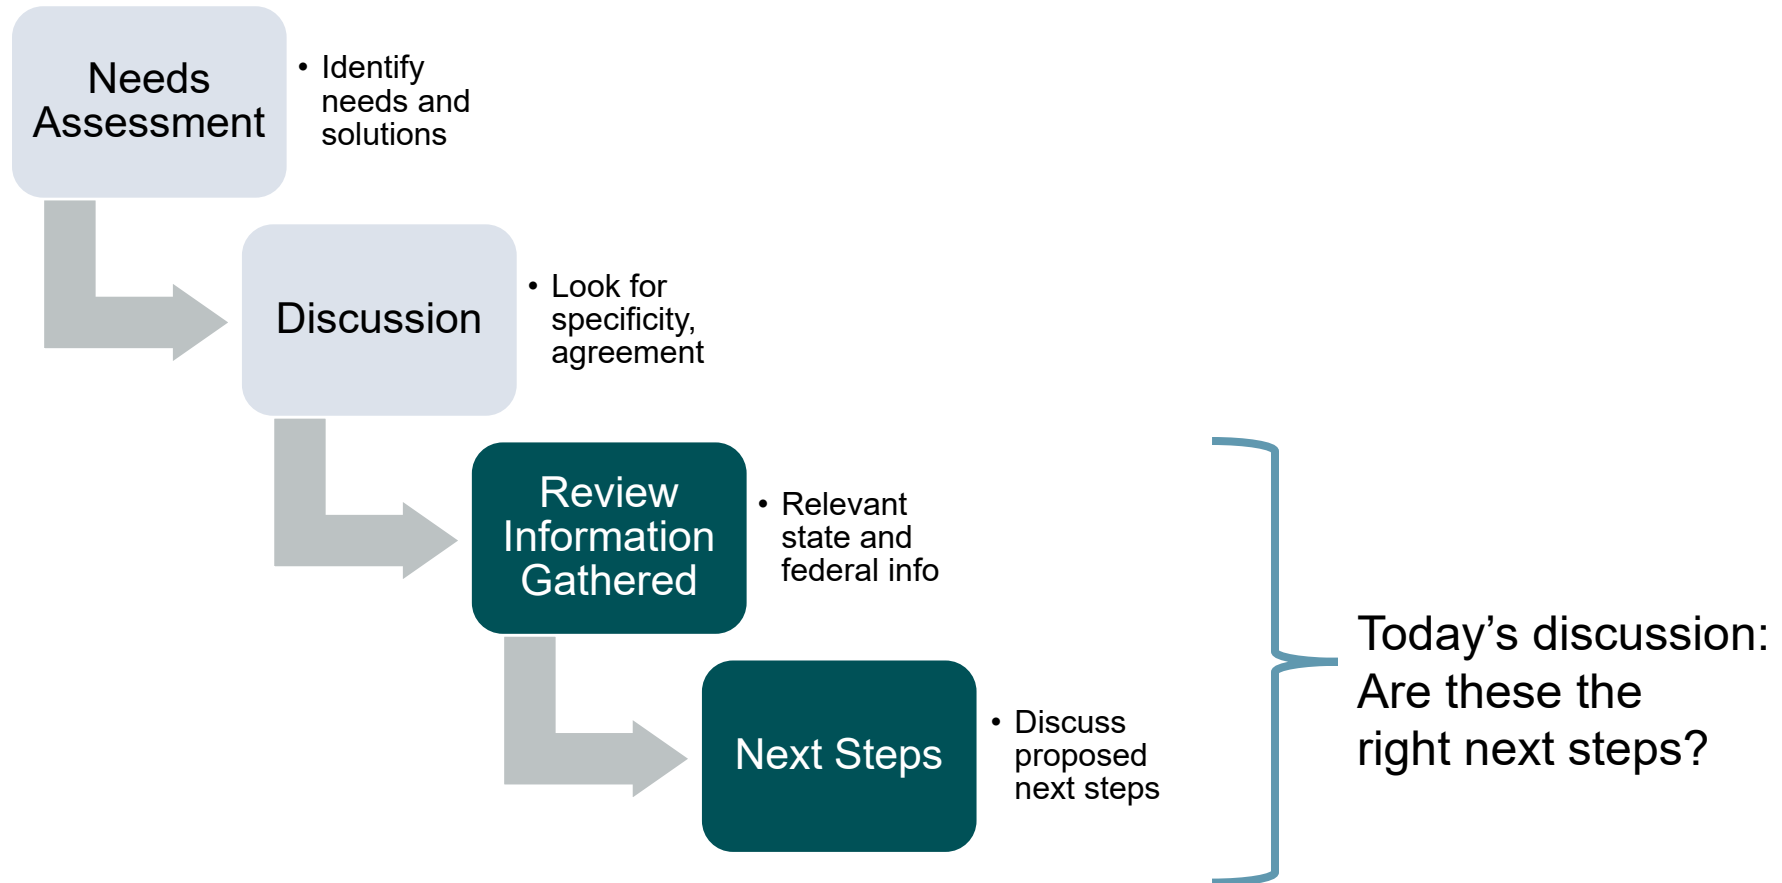 Needs
Assessment
• Identify
needs and
solutions
Discussion
• Look for
specificity,
agreement
Review
Information
Gathered
• Relevant
state and
federal info
Next Steps
• Discuss
proposed
next steps
Today’s discussion:
Are these the
right next steps?